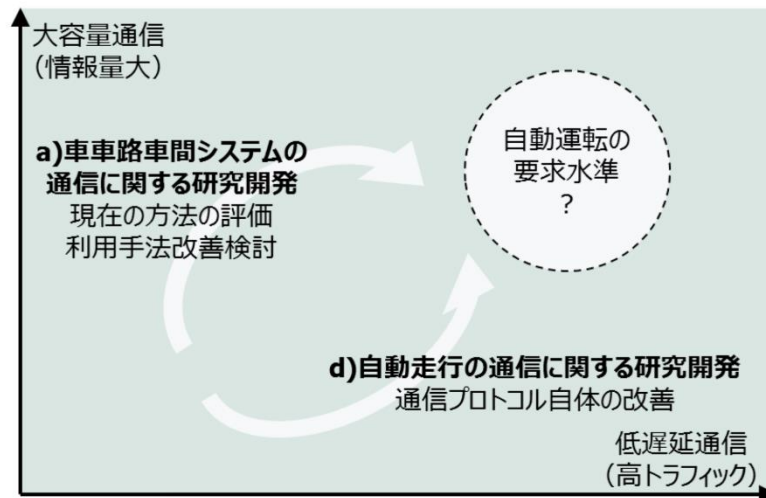 大容量通信
（情報量大）
a)車車路車間システムの
通信に関する研究開発
現在の方法の評価
利用手法改善検討
自動運転の
要求水準
?
d)自動走行の通信に関する研究開発
通信プロトコル自体の改善
低遅延通信
（高トラフィック）